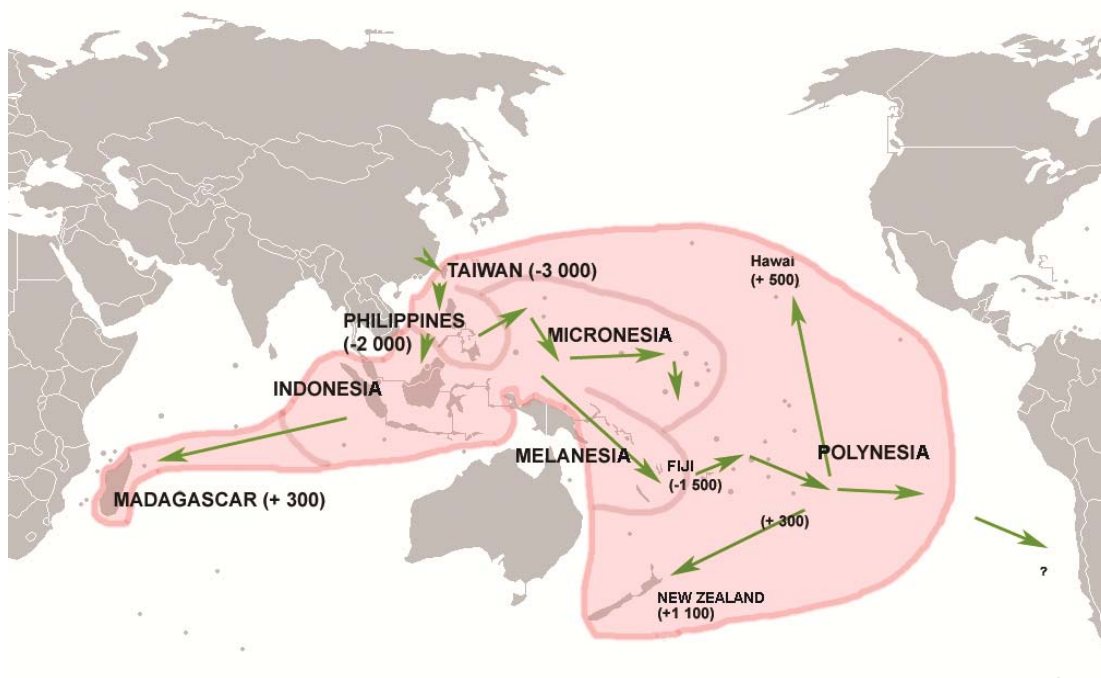 Hawai
(+ 500)
TAIWAN (-3 000)
PHILIPPINES
(-2 000)
MICRONESIA
INDONESIA
MELANESIA
FIJI
(-1 500)
POLYNESIA
MADAGASCAR (+ 300)
(+ 300)
?
NEW ZEALAND
(+1 100)